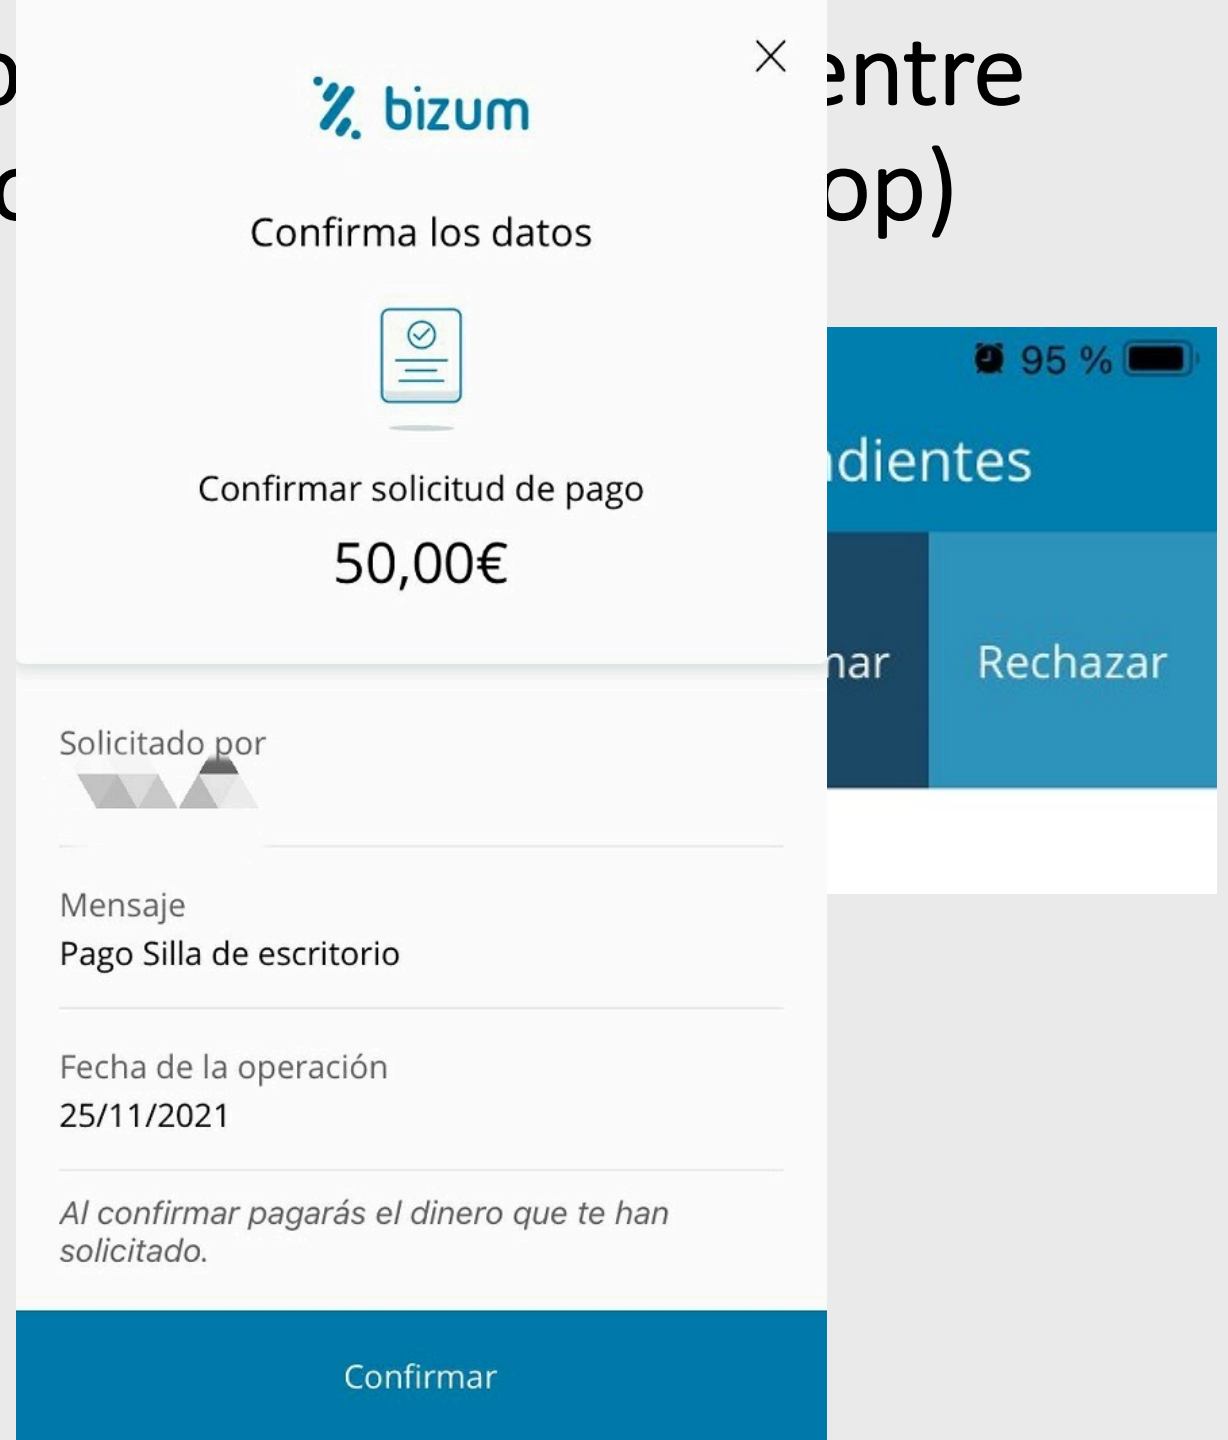 entre
op)
bizum
Confirma los datos
Confirmar solicitud de pago
50,00€
Solicitado por
Mensaje
Pago Silla de escritorio
Fecha de la operación
25/11/2021
Al confirmar pagarás el dinero que te han
solicitado.
Confirmar
95 %
ndientes
mar
Rechazar